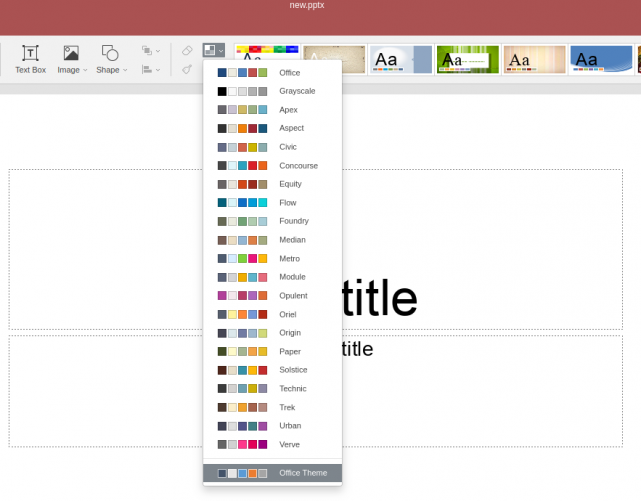 new.pptx
Text Box
Image
Shape
Aa
Aa
Aa
Aa
Aa
Office
Grayscale
Apex
Aspect
Civic
Concourse
Equity
Flow
Foundry
Median
Metro
Module
Opulent
Oriel
Origin
Paper
Solstice
Technic
Trek
Urban
Verve
Office Theme
title
title